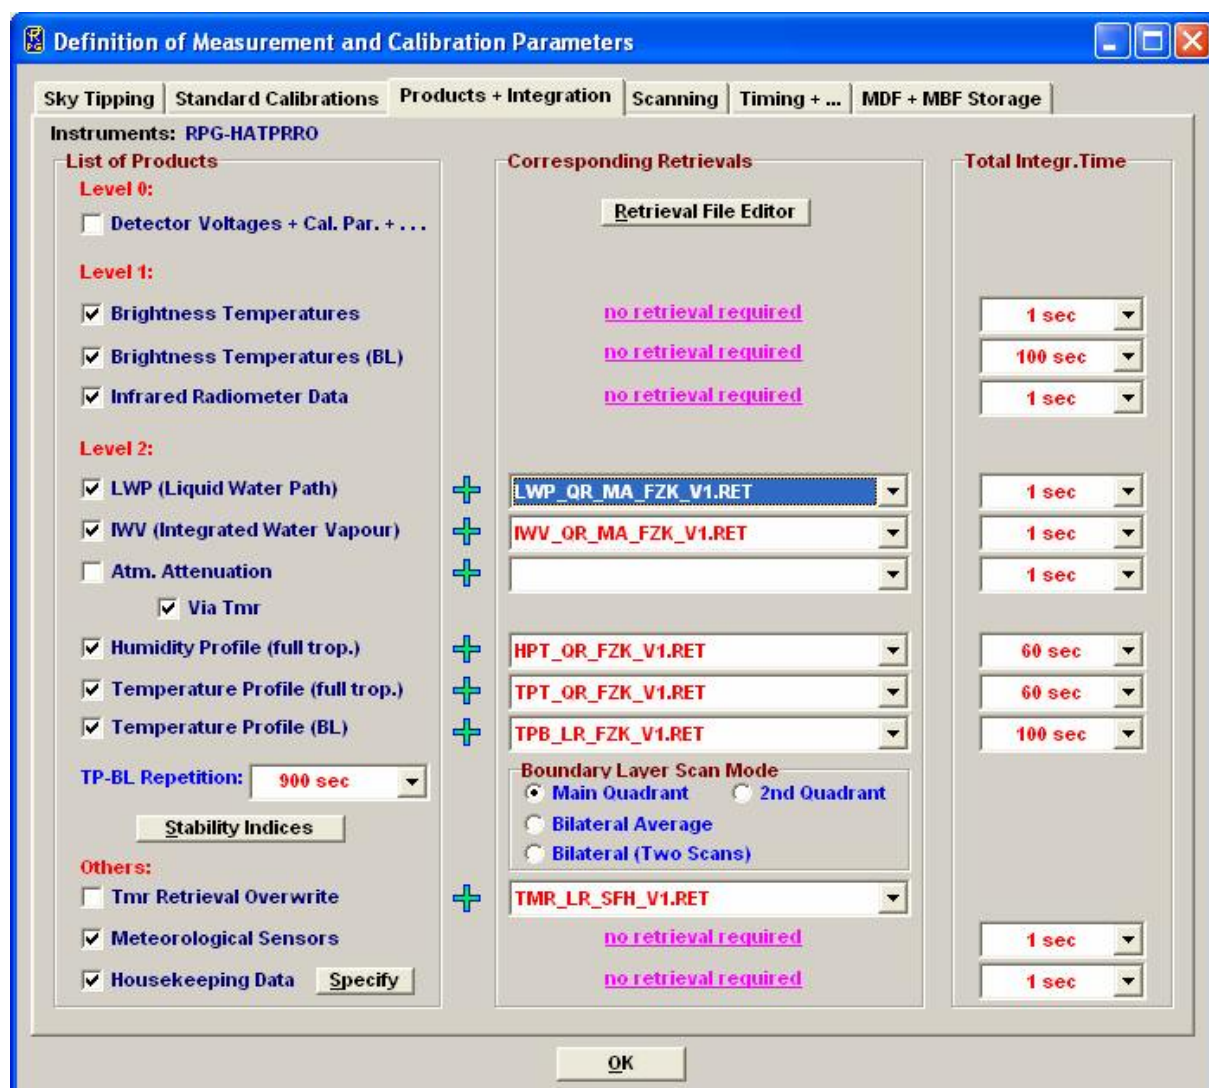 Definition of Measurement and Calibration Parameters
Sky Tipping Standard Calibrations Products + Integration Scanning Timing + ... MDF + MBF Storage
Instruments: RPG-HATPRRO
List of Products Corresponding Retrievals Total Integr.Time
Level 0:
Detector Voltages + Cal. Par. + . . . Retrieval File Editor
Level 1:
Brightness Temperatures no retrieval required 1 sec
Brightness Temperatures (BL) no retrieval required 100 sec
Infrared Radiometer Data no retrieval required 1 sec
Level 2:
LWP (Liquid Water Path) LWP_QR_MA_FZK_V1.RET 1 sec
IWV (Integrated Water Vapour) IWV_QR_MA_FZK_V1.RET 1 sec
Atm. Attenuation 1 sec
Via Tmr
Humidity Profile (full trop.) HPT_QR_FZK_V1.RET 60 sec
Temperature Profile (full trop.) TPT_QR_FZK_V1.RET 60 sec
Temperature Profile (BL) TPB_LR_FZK_V1.RET 100 sec
TP-BL Repetition: 900 sec
Stability Indices
Boundary Layer Scan Mode
Main Quadrant 2nd Quadrant
Bilateral Average
Bilateral (Two Scans)
Others:
Tmr Retrieval Overwrite TMR_LR_SFH_V1.RET
Meteorological Sensors no retrieval required 1 sec
Housekeeping Data Specify no retrieval required 1 sec
OK